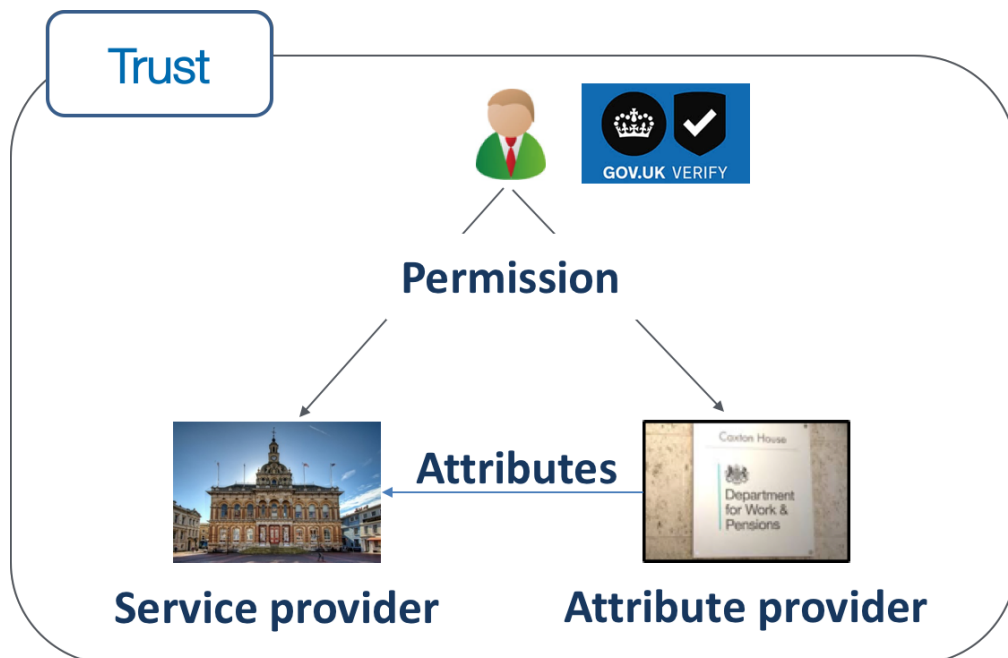 Trust
GOV.UK VERIFY
Permission
Attributes
Caxton House
Department
for Work &
Pensions
Service provider
Attribute provider